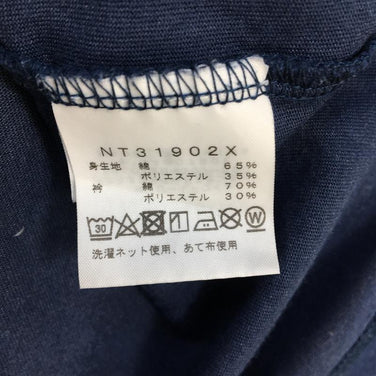 NT31902X
身生地 綿 65%
ポリエステル 35%
衿 綿 70%
ポリエステル 30%
30 W
洗濯ネット使用、あて布使用